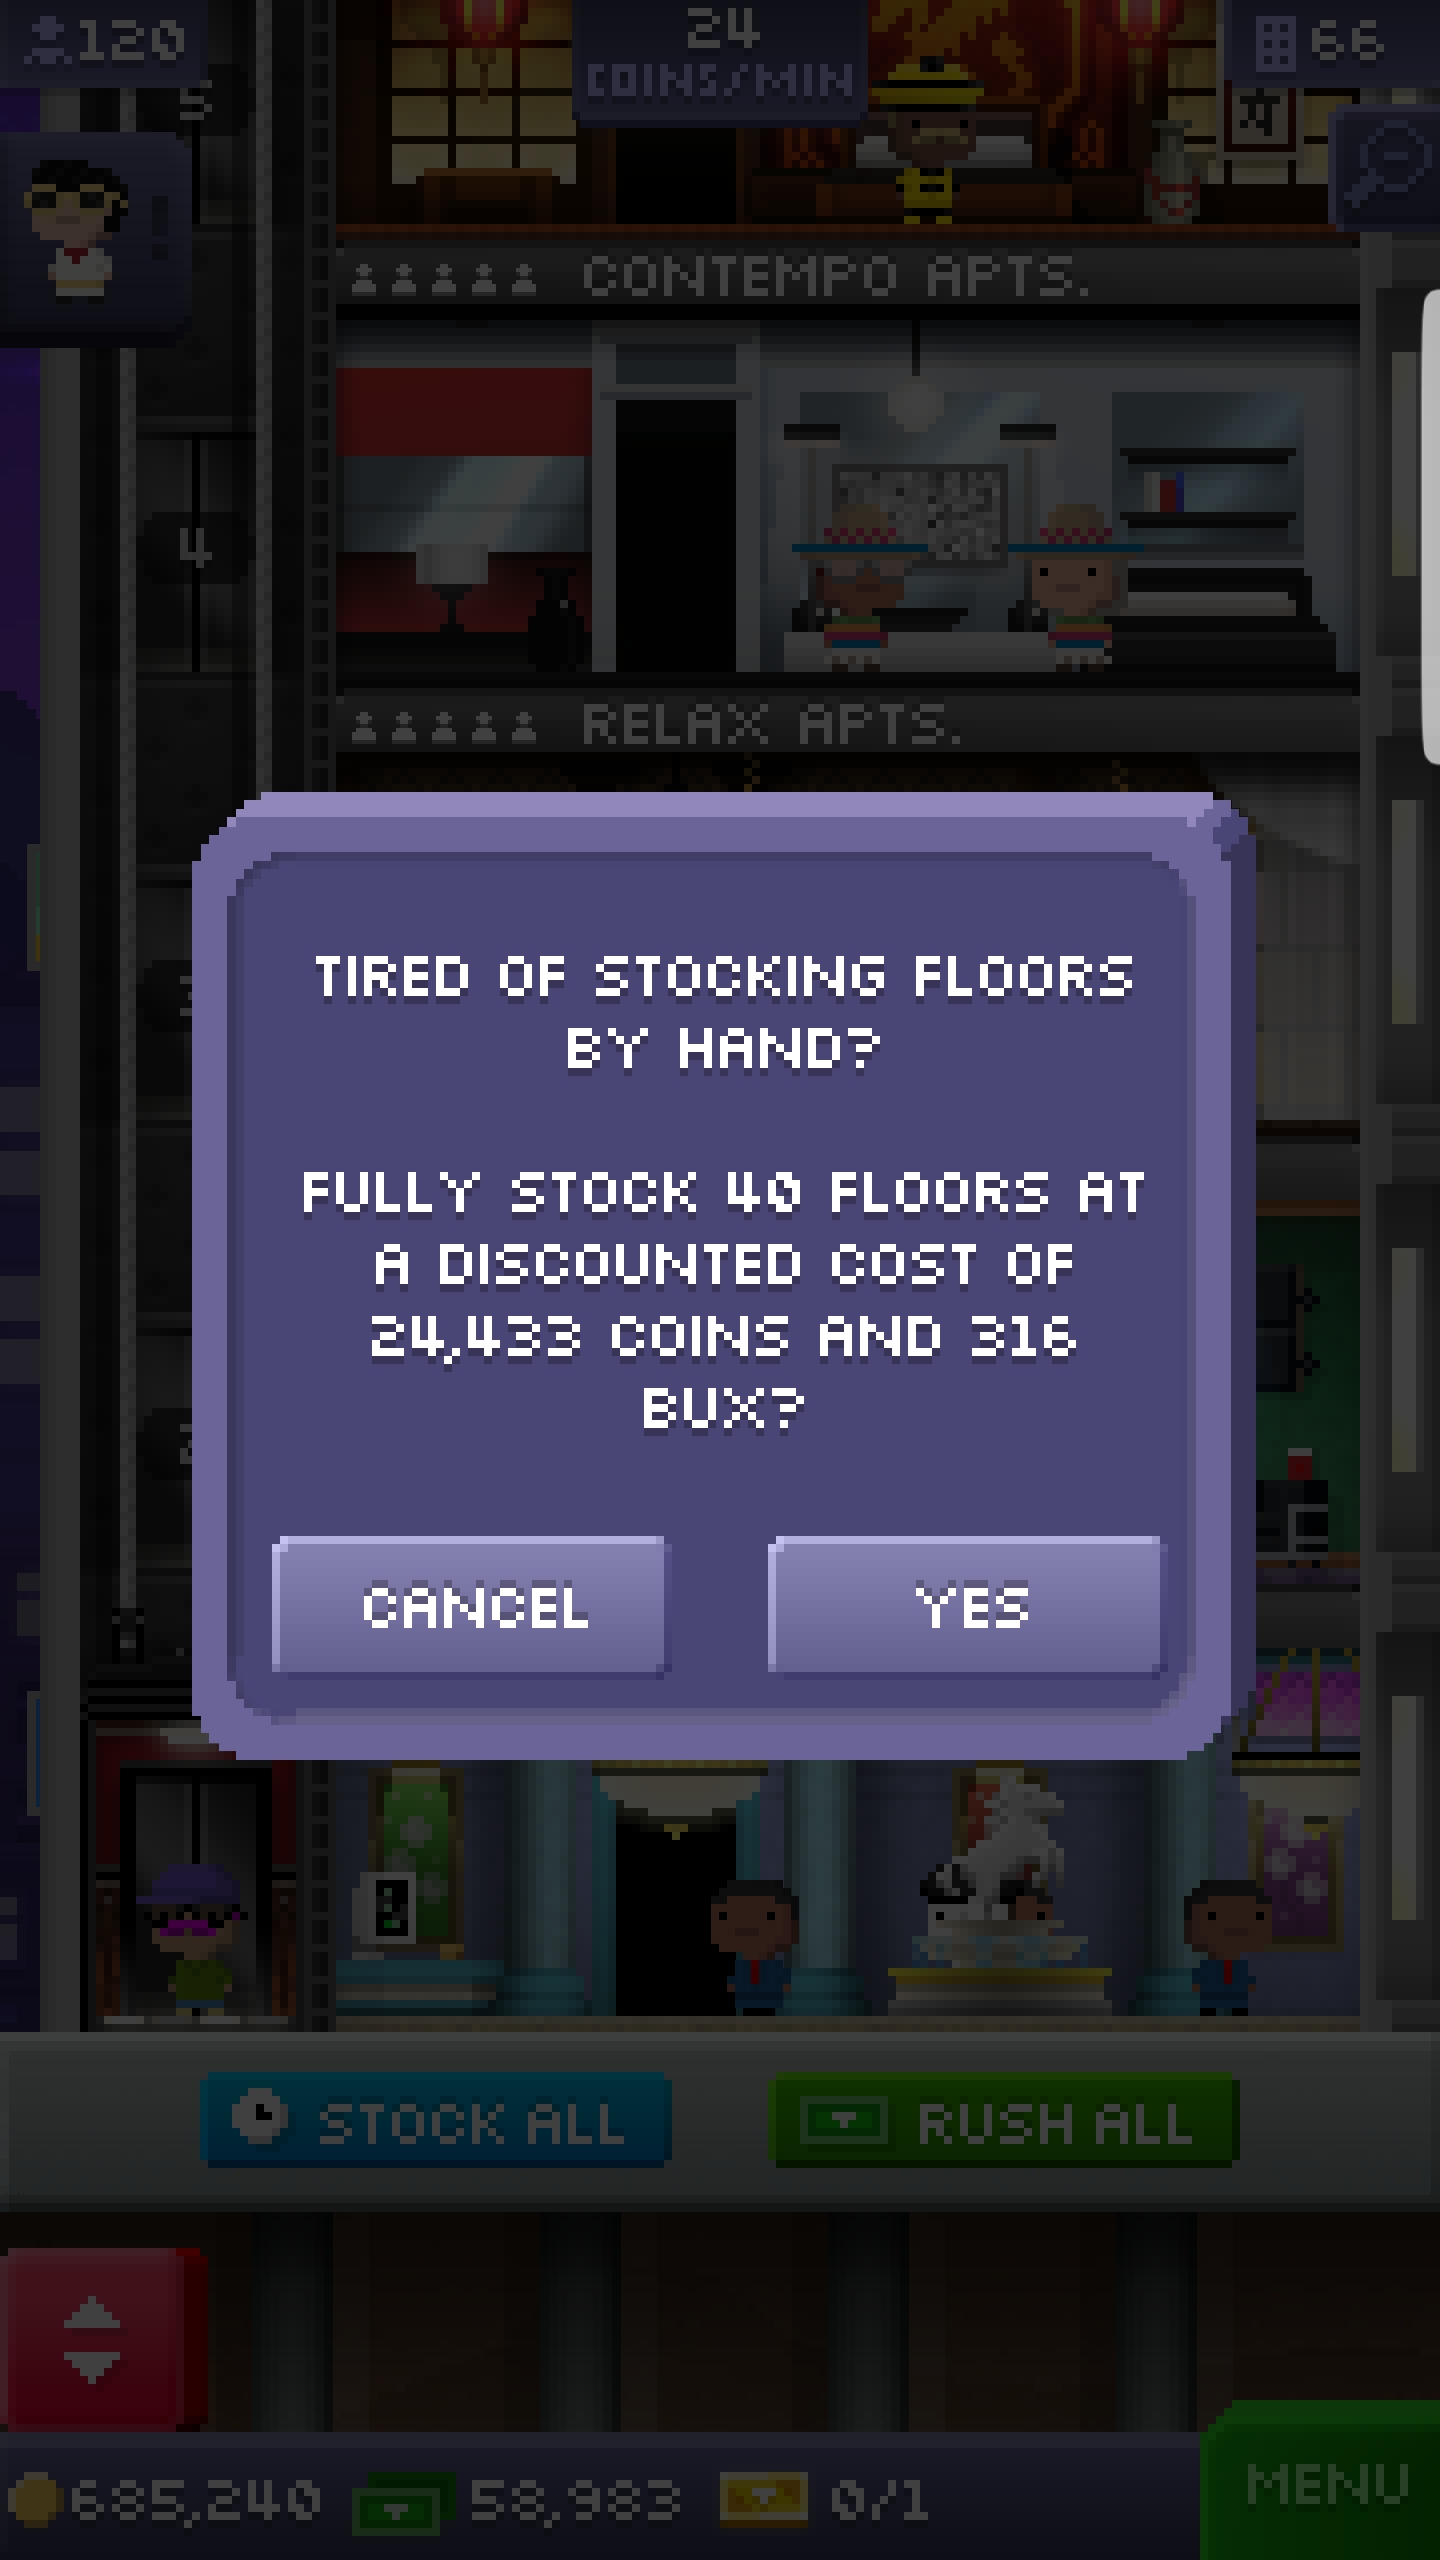 120
24
COINS/MIN
66
5
CONTEMPO APTS.
4
RELAX APTS.
TIRED OF STOCKING FLOORS
BY HAND?
FULLY STOCK 40 FLOORS AT
A DISCOUNTED COST OF
24,433 COINS AND 316
BUX?
CANCEL
YES
STOCK ALL
RUSH ALL
685,240
58,983
0/1
MENU